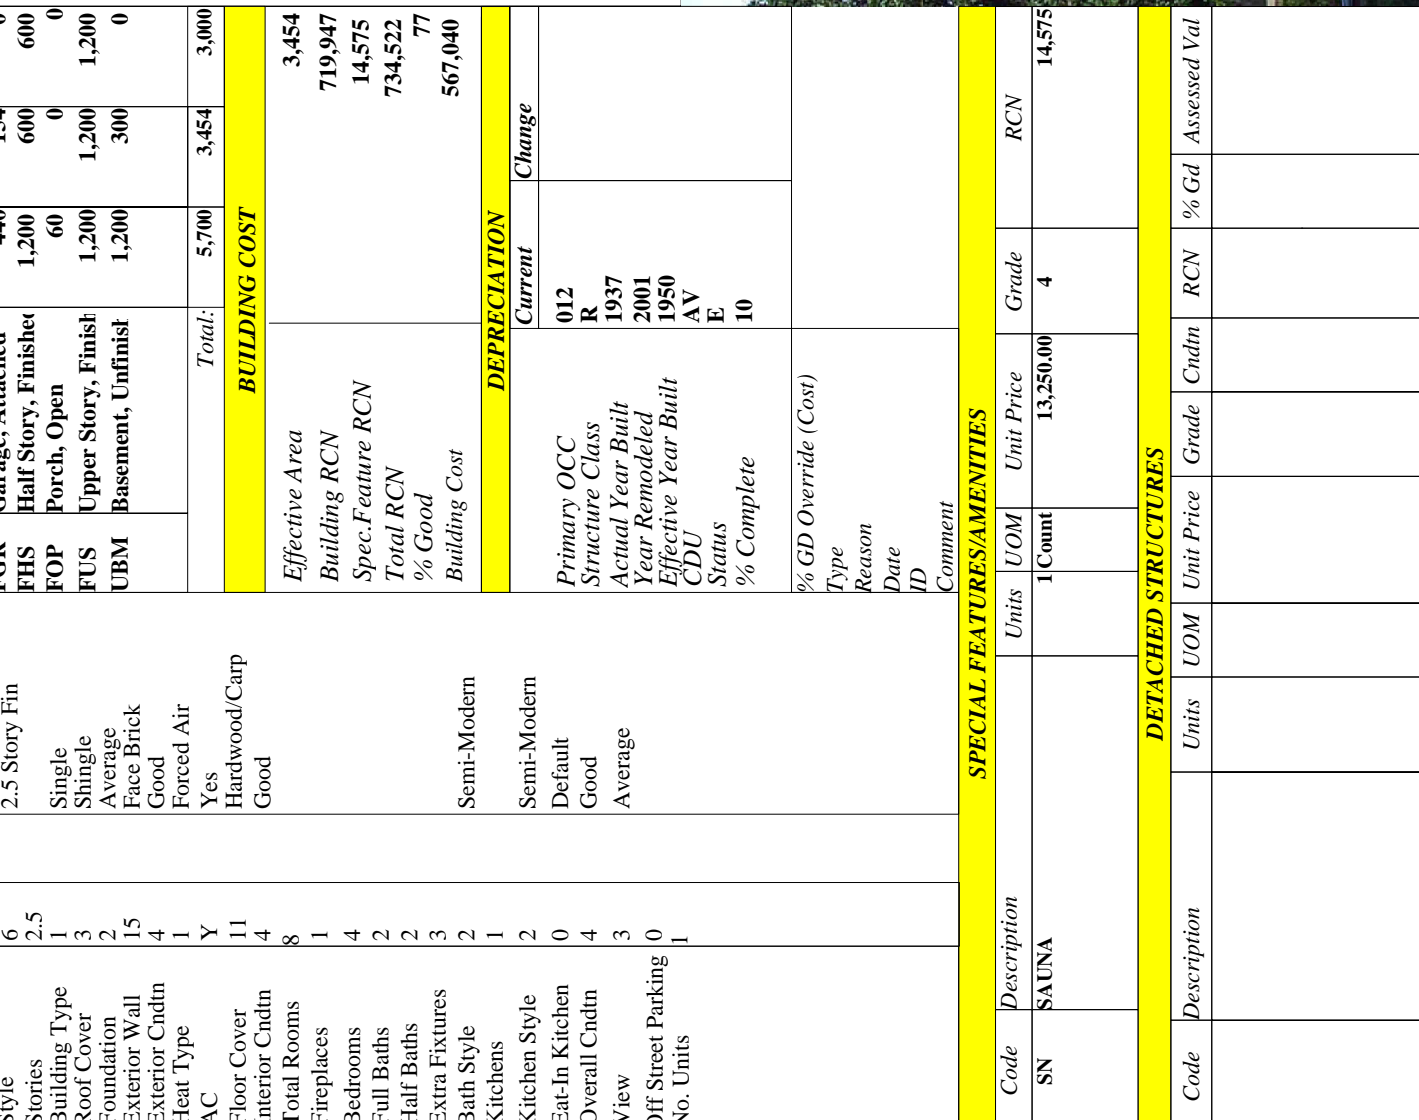 Style 6 2.5 Story Fin
Stories 2.5
Building Type 1 Single
Roof Cover 3 Shingle
Foundation 2 Average
Exterior Wall 15 Face Brick
Exterior Cndtn 4 Good
Heat Type 1 Forced Air
AC Y Yes
Floor Cover 11 Hardwood/Carp
Interior Cndtn 4 Good
Total Rooms 8
Fireplaces 1
Bedrooms 4
Full Baths 2
Half Baths 2
Extra Fixtures 3
Bath Style 2 Semi-Modern
Kitchens 1
Kitchen Style 2 Semi-Modern
Eat-In Kitchen 0 Default
Overall Cndtn 4 Good
View 3 Average
Off Street Parking 0
No. Units 1
FGR Garage, Attached 440 154 0
FHS Half Story, Finished 1,200 600 600
FOP Porch, Open 60 0 0
FUS Upper Story, Finish 1,200 1,200 1,200
UBM Basement, Unfinish 1,200 300 0
Total: 5,700 3,454 3,000
BUILDING COST
Effective Area 3,454
Building RCN 719,947
Spec.Feature RCN 14,575
Total RCN 734,522
% Good 77
Building Cost 567,040
DEPRECIATION
Current Change
Primary OCC 012
Structure Class R
Actual Year Built 1937
Year Remodeled 2001
Effective Year Built 1950
CDU AV
Status E
% Complete 10
% GD Override (Cost)
Type
Reason
Date
ID
Comment
SPECIAL FEATURES/AMENITIES
Code Description Units UOM Unit Price Grade RCN
SN SAUNA 1 Count 13,250.00 4 14,575
DETACHED STRUCTURES
Code Description Units UOM Unit Price Grade Cndtn RCN % Gd Assessed Val